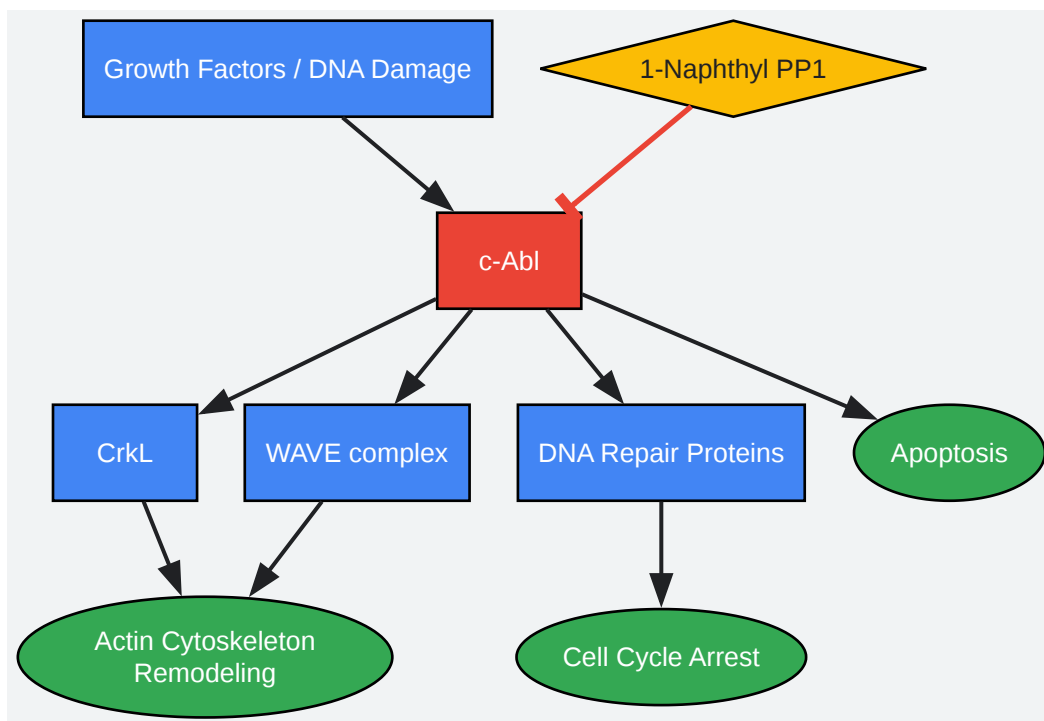 Growth Factors / DNA Damage
1-Naphthyl PP1
c-Abl
CrkL
WAVE complex
DNA Repair Proteins
Apoptosis
Actin Cytoskeleton
Remodeling
Cell Cycle Arrest